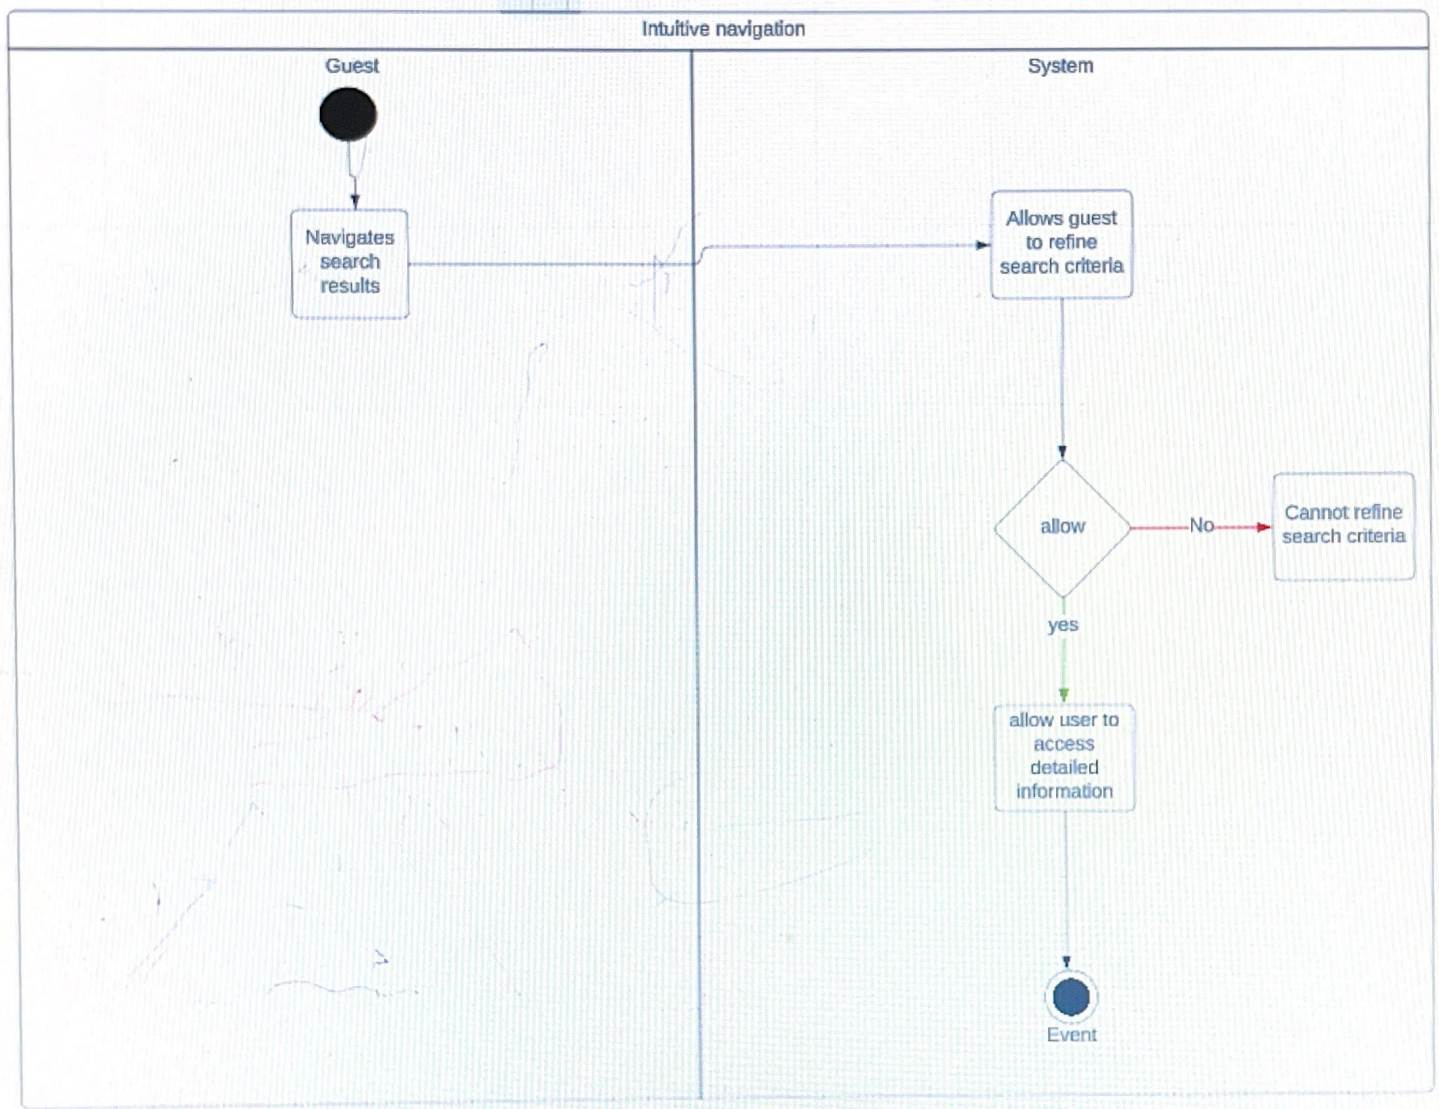 Intuitive navigation
Guest
System
Navigates
search
results
Allows guest
to refine
search criteria
allow
No
Cannot refine
search criteria
yes
allow user to
access
detailed
information
Event